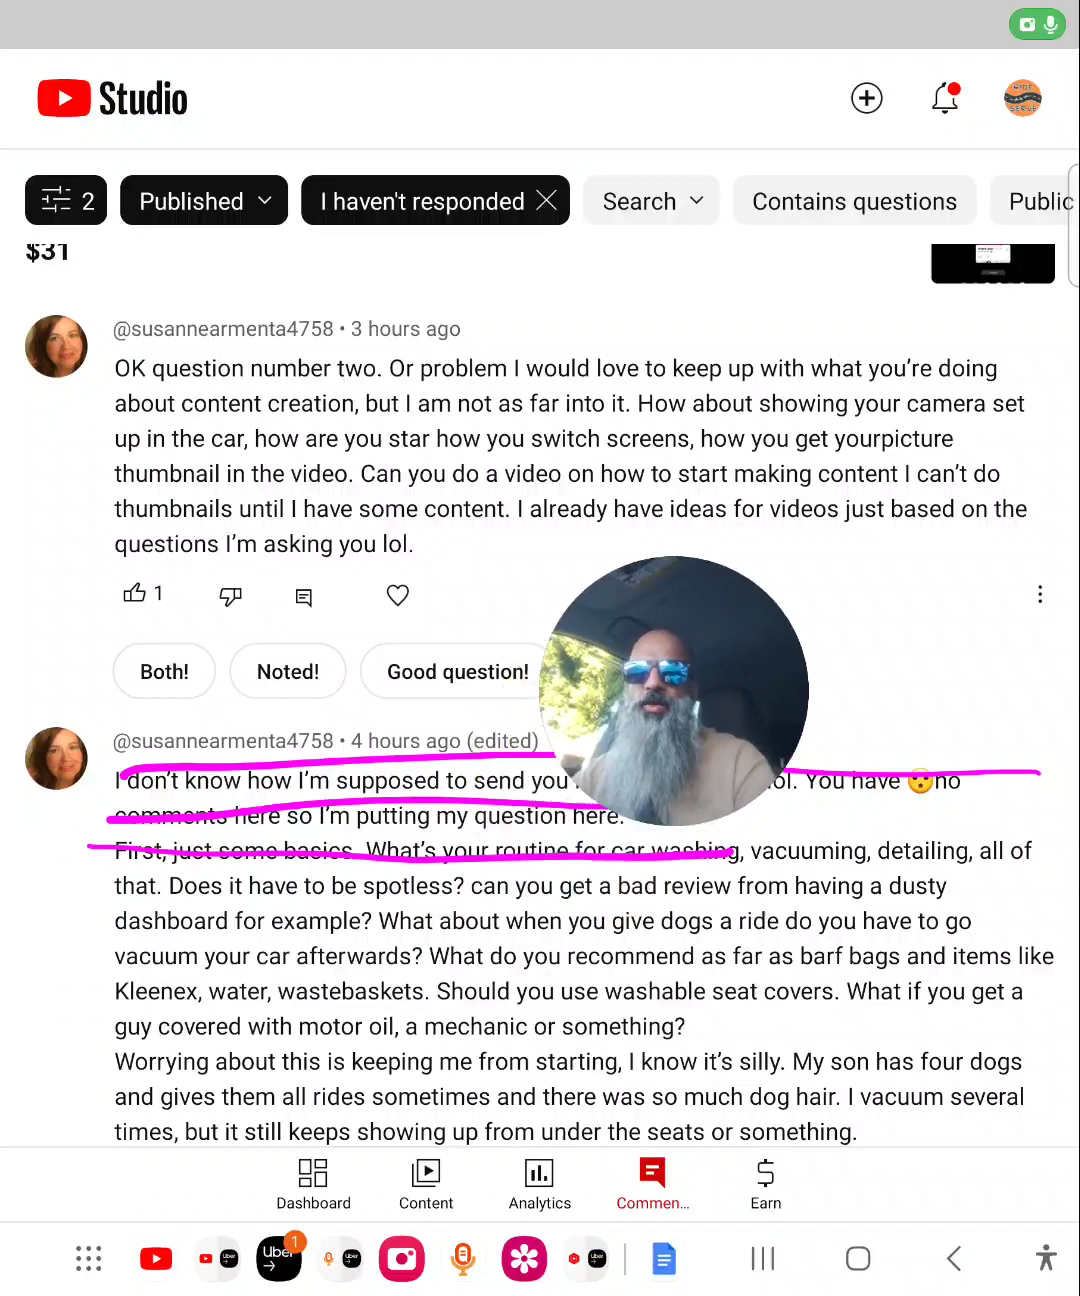 Studio
2
Published
I haven't responded
Search
Contains questions
Public
$31
@susannearmenta4758 • 3 hours ago
OK question number two. Or problem I would love to keep up with what you're doing
about content creation, but I am not as far into it. How about showing your camera set
up in the car, how are you star how you switch screens, how you get yourpicture
thumbnail in the video. Can you do a video on how to start making content I can't do
thumbnails until I have some content. I already have ideas for videos just based on the
questions I'm asking you lol.
1
Both!
Noted!
Good question!
@susannearmenta4758 • 4 hours ago (edited)
I don't know how I'm supposed to send you lol. You have 😯no
comments here so I'm putting my question here.
First, just some basics. What's your routine for car washing, vacuuming, detailing, all of
that. Does it have to be spotless? can you get a bad review from having a dusty
dashboard for example? What about when you give dogs a ride do you have to go
vacuum your car afterwards? What do you recommend as far as barf bags and items like
Kleenex, water, wastebaskets. Should you use washable seat covers. What if you get a
guy covered with motor oil, a mechanic or something?
Worrying about this is keeping me from starting, I know it's silly. My son has four dogs
and gives them all rides sometimes and there was so much dog hair. I vacuum several
times, but it still keeps showing up from under the seats or something.
Dashboard
Content
Analytics
Commen...
Earn
Uber
1
Uber
Uber
Uber